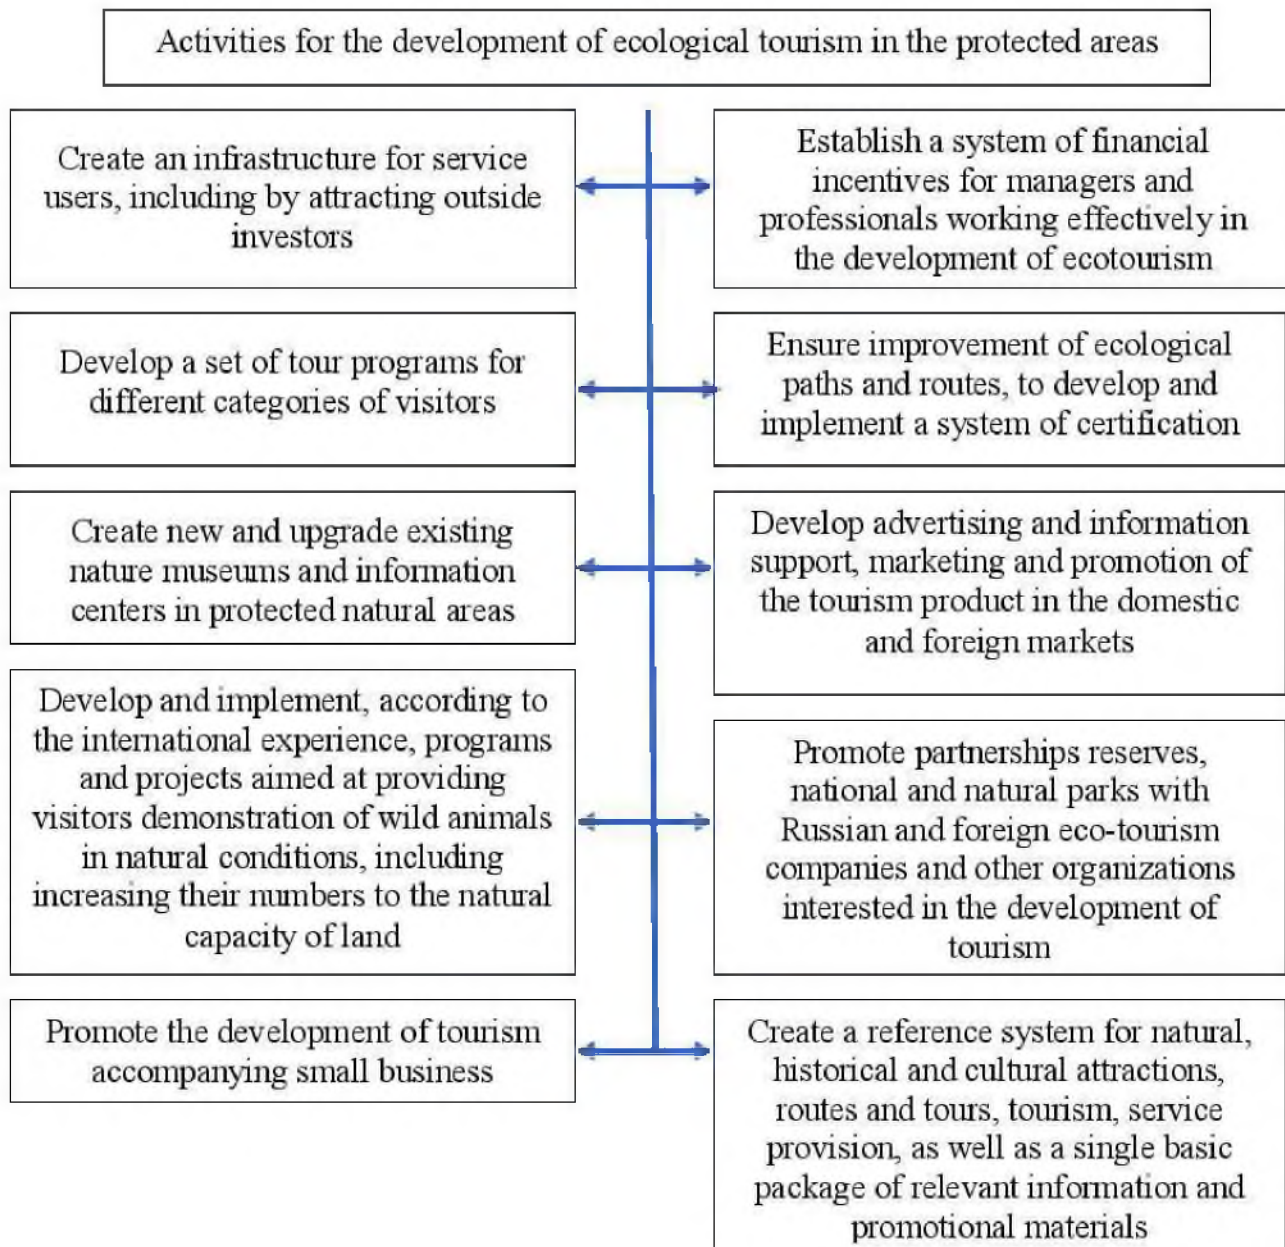 Activities for the development of ecological tourism in the protected areas
Create an infrastructure for service
users, including by attracting outside
investors
Establish a system of financial
incentives for managers and
professionals working effectively in
the development of ecotourism
Develop a set of tour programs for
different categories of visitors
Ensure improvement of ecological
paths and routes, to develop and
implement a system of certification
Create new and upgrade existing
nature museums and information
centers in protected natural areas
Develop advertising and information
support, marketing and promotion of
the tourism product in the domestic
and foreign markets
Develop and implement, according to
the international experience, programs
and projects aimed at providing
visitors demonstration of wild animals
in natural conditions, including
increasing their numbers to the natural
capacity of land
Promote partnerships reserves,
national and natural parks with
Russian and foreign eco-tourism
companies and other organizations
interested in the development of
tourism
Promote the development of tourism
accompanying small business
Create a reference system for natural,
historical and cultural attractions,
routes and tours, tourism, service
provision, as well as a single basic
package of relevant information and
promotional materials